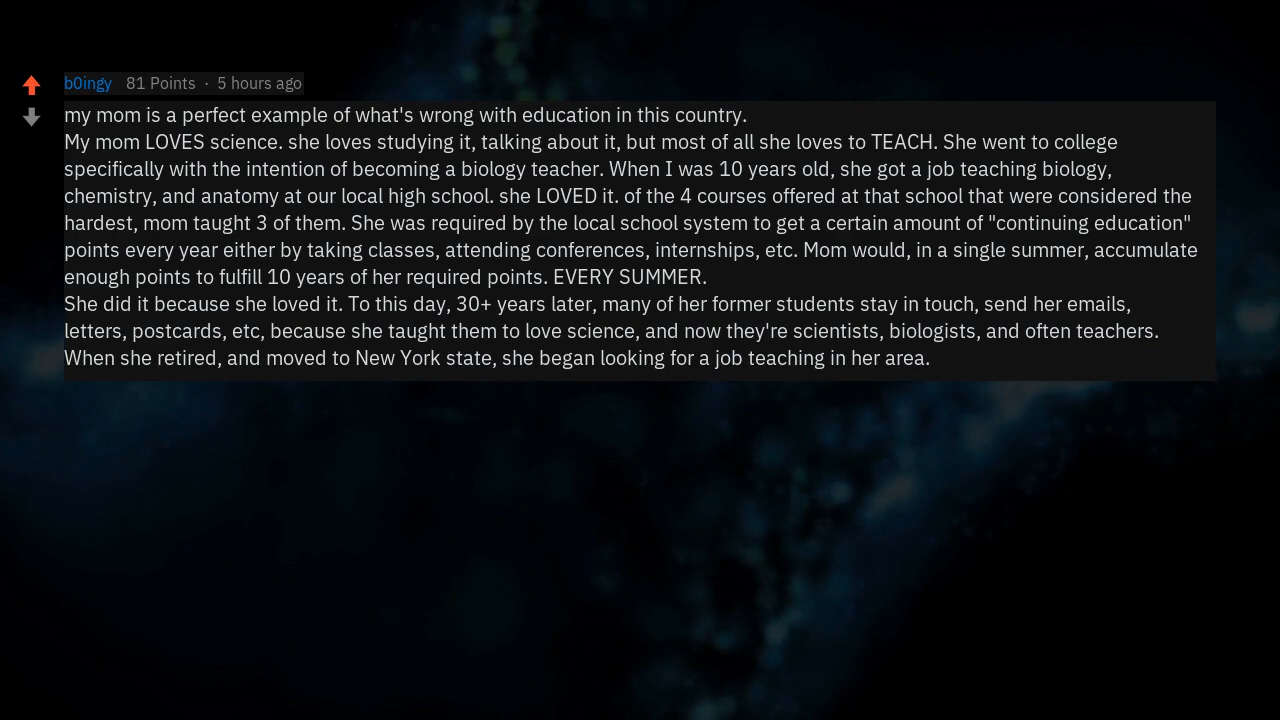 b0ingy 81 Points · 5 hours ago
my mom is a perfect example of what's wrong with education in this country.
My mom LOVES science. she loves studying it, talking about it, but most of all she loves to TEACH. She went to college
specifically with the intention of becoming a biology teacher. When I was 10 years old, she got a job teaching biology,
chemistry, and anatomy at our local high school. she LOVED it. of the 4 courses offered at that school that were considered the
hardest, mom taught 3 of them. She was required by the local school system to get a certain amount of "continuing education"
points every year either by taking classes, attending conferences, internships, etc. Mom would, in a single summer, accumulate
enough points to fulfill 10 years of her required points. EVERY SUMMER.
She did it because she loved it. To this day, 30+ years later, many of her former students stay in touch, send her emails,
letters, postcards, etc, because she taught them to love science, and now they're scientists, biologists, and often teachers.
When she retired, and moved to New York state, she began looking for a job teaching in her area.